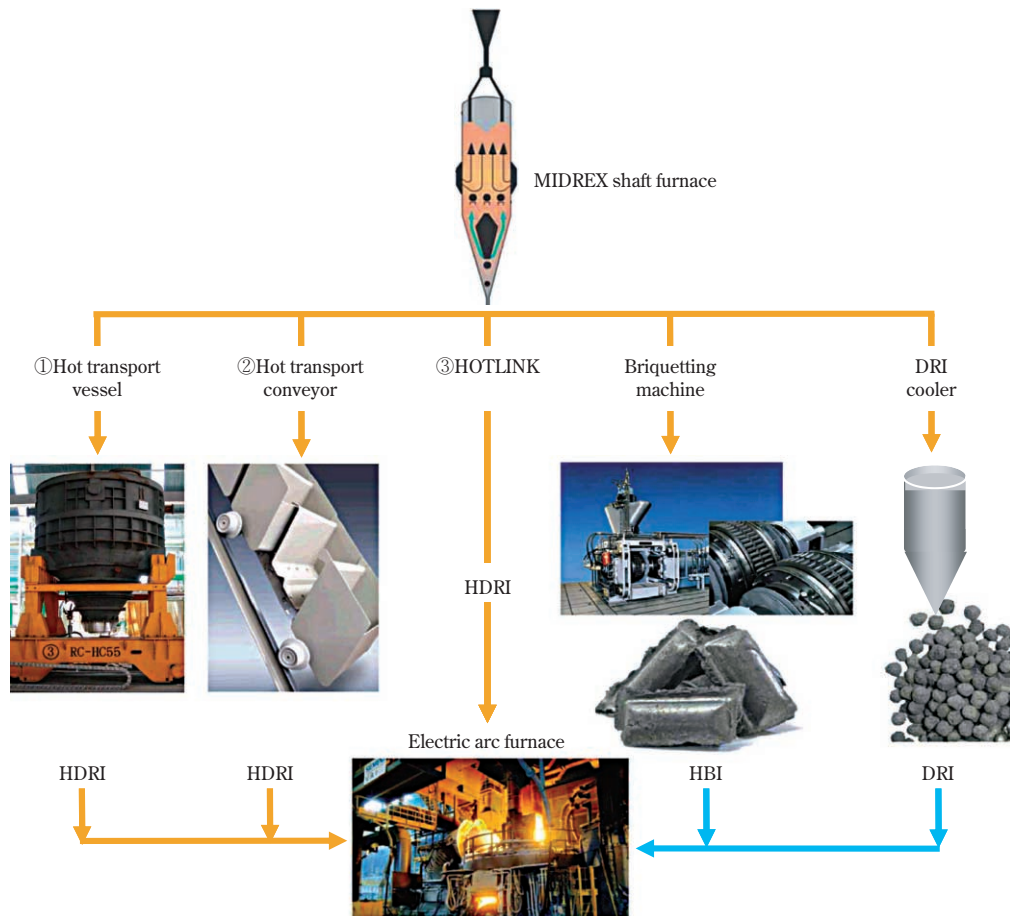 MIDREX shaft furnace
①Hot transport
vessel
②Hot transport
conveyor
③HOTLINK
Briquetting
machine
DRI
cooler
HDRI
③ RC-HC55
Electric arc furnace
HDRI
HDRI
HBI
DRI